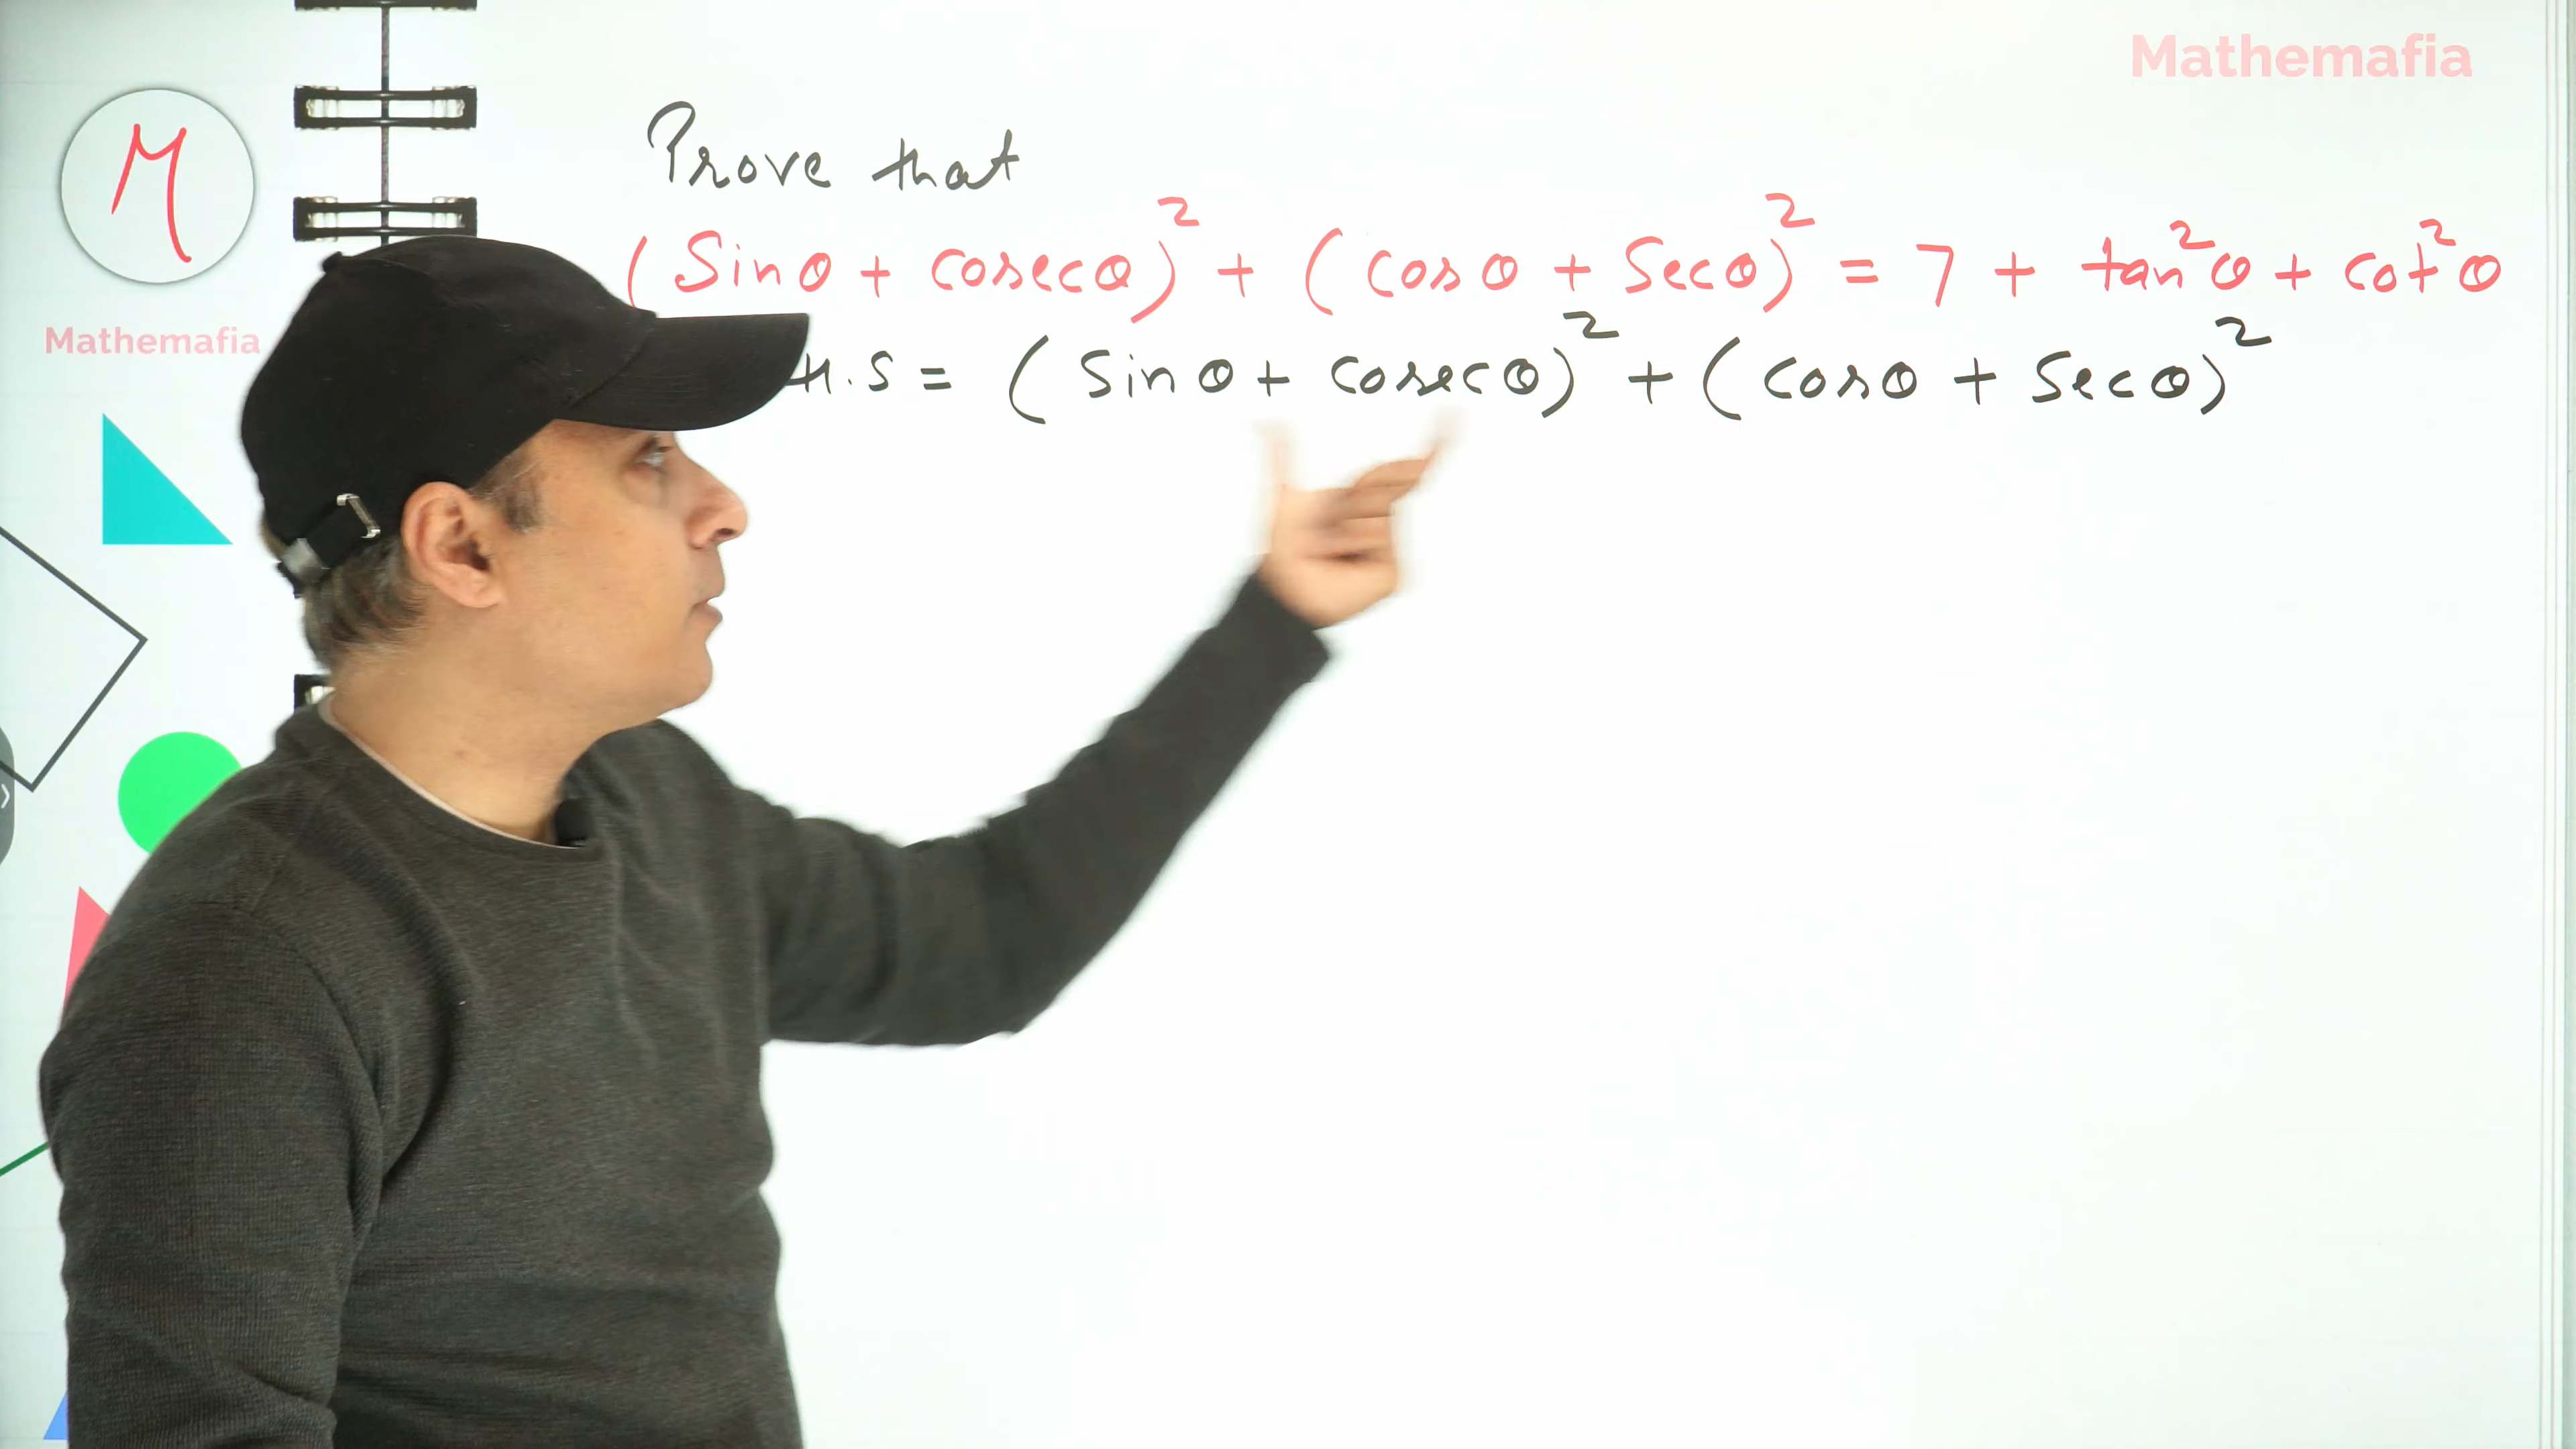 Mathemafia
M
Mathemafia
Prove that
(Sinθ + cosecθ)² + (cosθ + Secθ)² = 7 + tan²θ + cot²θ
H.S = (Sinθ + cosecθ)² + (cosθ + Secθ)²